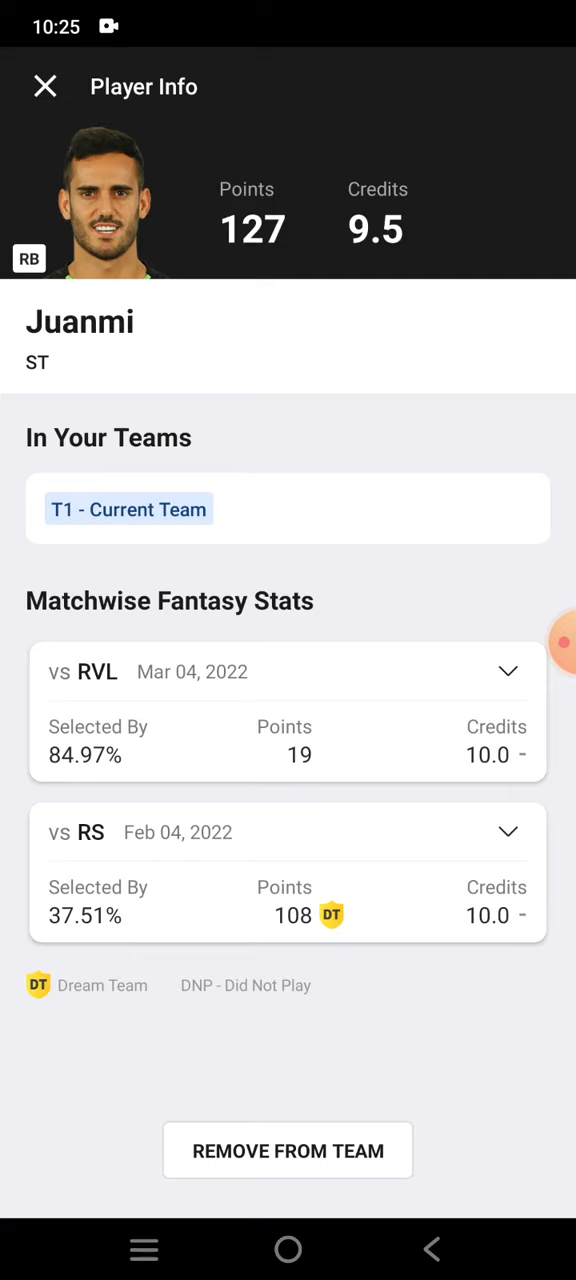 10:25
Player Info
Points Credits
127 9.5
RB
Juanmi
ST
In Your Teams
T1 - Current Team
Matchwise Fantasy Stats
vs RVL Mar 04, 2022
Selected By Points Credits
84.97% 19 10.0 -
vs RS Feb 04, 2022
Selected By Points Credits
37.51% 108 DT 10.0 -
DT Dream Team DNP - Did Not Play
REMOVE FROM TEAM